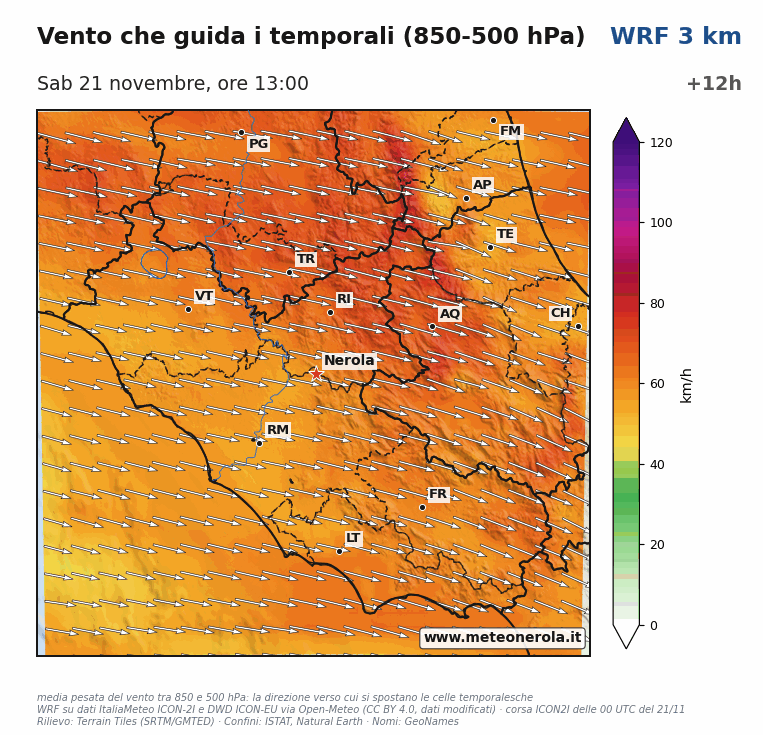 Vento che guida i temporali (850-500 hPa) WRF 3 km
Sab 21 novembre, ore 13:00 +12h
FM
PG
AP
TE
TR
VT
RI
AQ
CH
Nerola
RM
FR
LT
www.meteonerola.it
120
100
80
60
40
20
0
km/h
media pesata del vento tra 850 e 500 hPa: la direzione verso cui si spostano le celle temporalesche
WRF su dati ItaliaMeteo ICON-2I e DWD ICON-EU via Open-Meteo (CC BY 4.0, dati modificati) · corsa ICON2I delle 00 UTC del 21/11
Rilievo: Terrain Tiles (SRTM/GMTED) · Confini: ISTAT, Natural Earth · Nomi: GeoNames